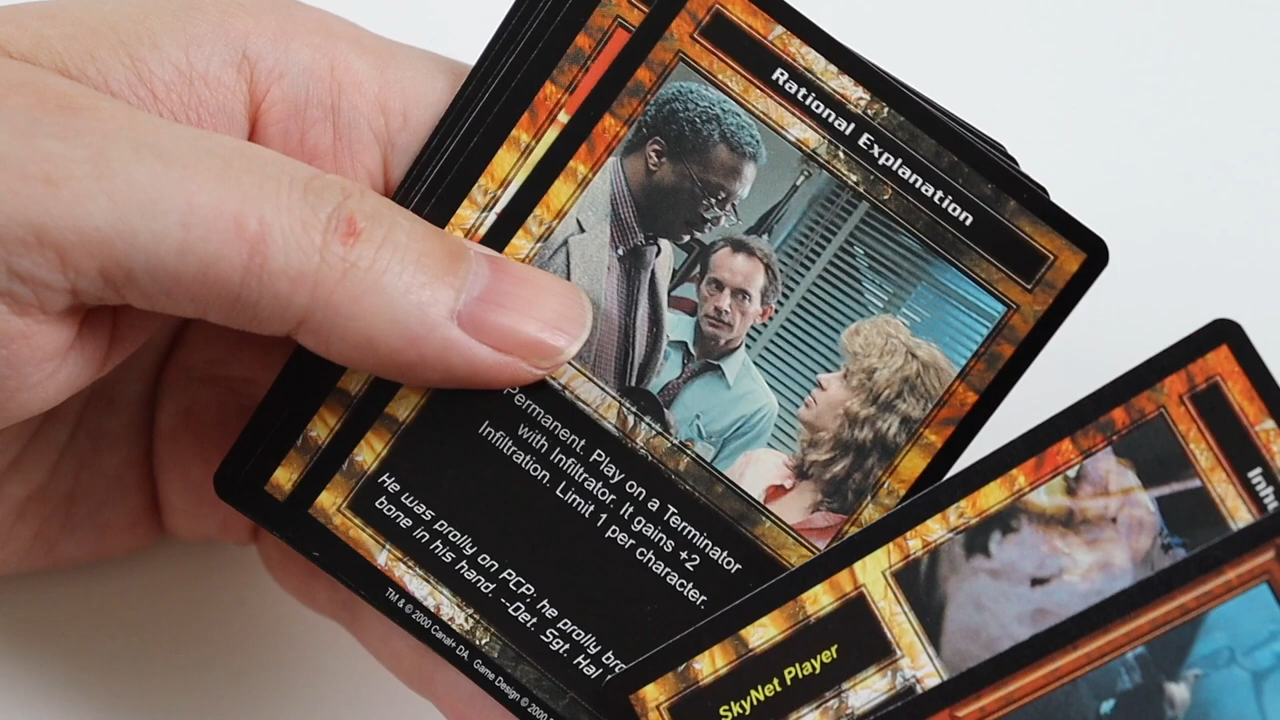 Rational Explanation
Permanent. Play on a Terminator
with Infiltrator. It gains +2
Infiltration. Limit 1 per character.
He was prolly on PCP; he prolly bro
bone in his hand. –Det. Sgt. Hal
TM & © 2000 Canal+ DA. Game Design © 2000
Inh
SkyNet Player